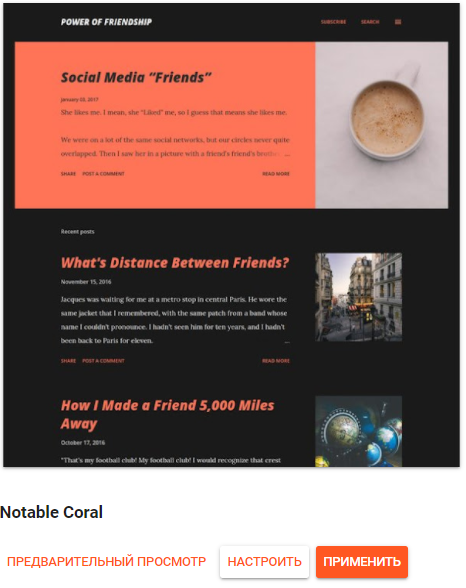 POWER OF FRIENDSHIP
SUBSCRIBE SEARCH
Social Media “Friends”
January 03, 2017
She likes me. I mean, she "Liked" me, so I guess that means she likes me.
We were on a lot of the same social networks, but our circles never quite
overlapped. Then I saw her in a picture with a friend's friend's brother, ...
SHARE POST A COMMENT READ MORE
Recent posts
What's Distance Between Friends?
November 15, 2016
Jacques was waiting for me at a metro stop in central Paris. He wore the
same jacket that I remembered, with the same patch from a band whose
name I couldn't pronounce. I hadn't seen him for ten years, and I hadn't
been back to Paris for eleven. ...
SHARE POST A COMMENT READ MORE
How I Made a Friend 5,000 Miles
Away
October 17, 2016
"That's my football club! My football club! I would recognize that crest
Notable Coral
ПРЕДВАРИТЕЛЬНЫЙ ПРОСМОТР НАСТРОИТЬ ПРИМЕНИТЬ